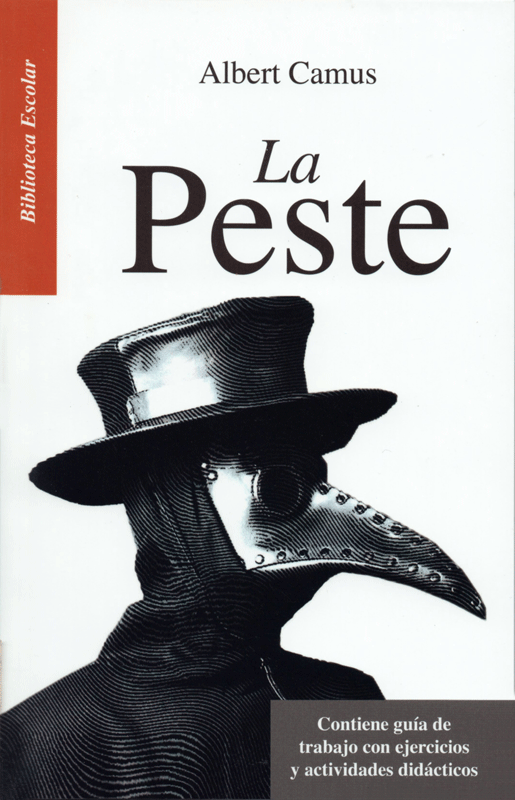 Biblioteca Escolar
Albert Camus
La
Peste
Contiene guía de
trabajo con ejercicios
y actividades didácticos